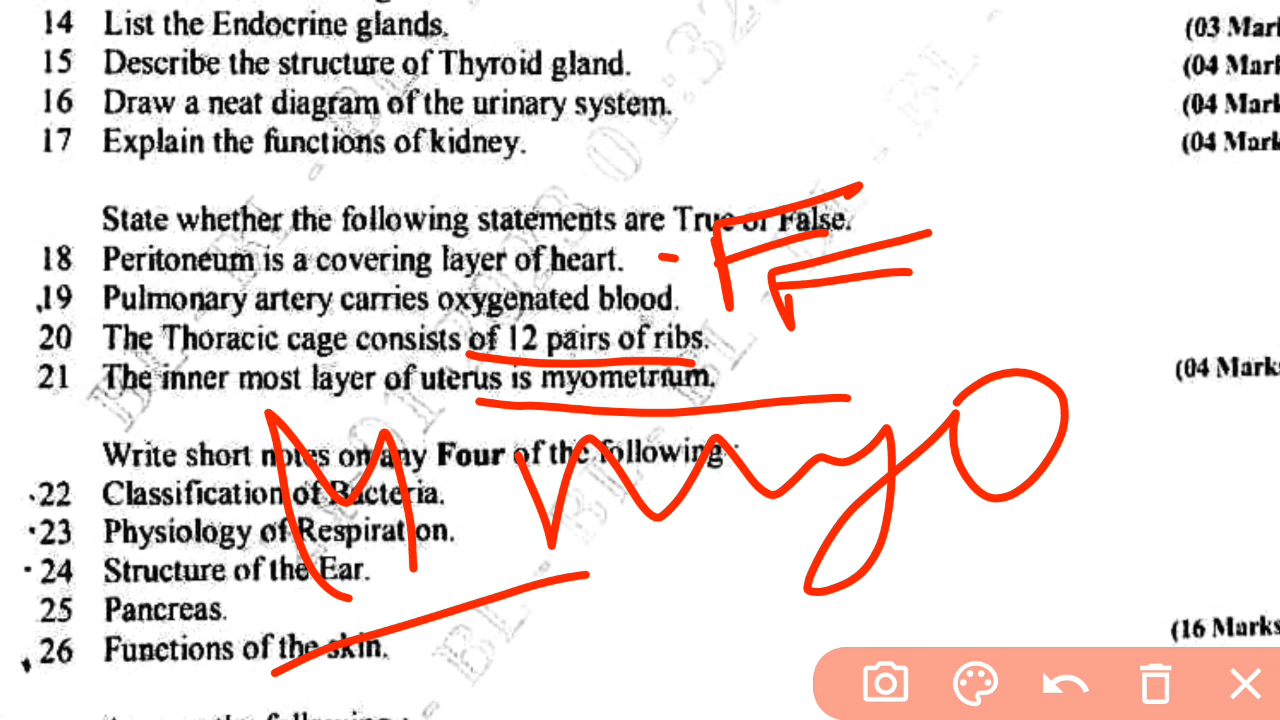 14 List the Endocrine glands. (03 Mar
15 Describe the structure of Thyroid gland. (04 Mark
16 Draw a neat diagram of the urinary system. (04 Mark
17 Explain the functions of kidney. (04 Mark
State whether the following statements are True or False.
18 Peritoneum is a covering layer of heart. - F
19 Pulmonary artery carries oxygenated blood. F
20 The Thoracic cage consists of 12 pairs of ribs.
21 The inner most layer of uterus is myometrium. (04 Marks
M myo
Write short notes on any Four of the following :
22 Classification of Bacteria.
23 Physiology of Respiration.
24 Structure of the Ear.
25 Pancreas.
26 Functions of the skin. (16 Marks